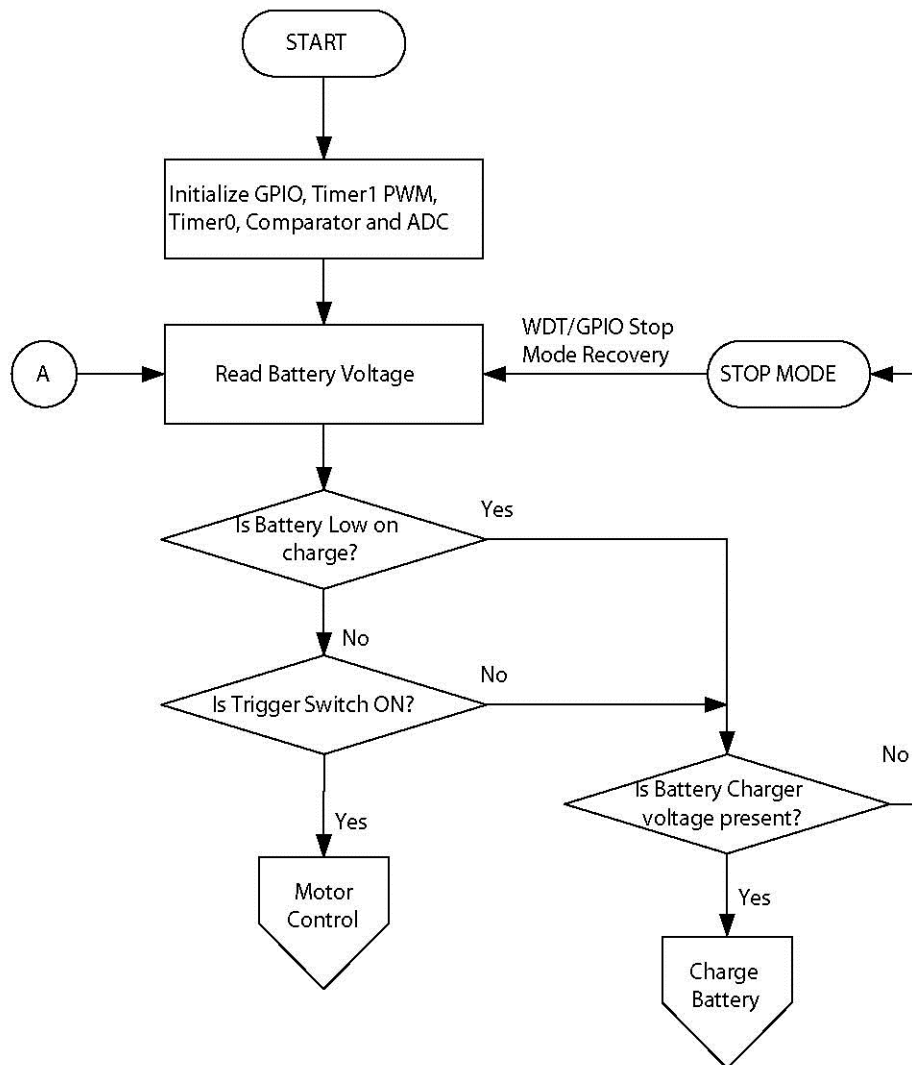 START
Initialize GPIO, Timer1 PWM,
Timer0, Comparator and ADC
WDT/GPIO Stop
Mode Recovery
A
Read Battery Voltage
STOP MODE
Is Battery Low on
charge?
Yes
No
Is Trigger Switch ON?
No
Is Battery Charger
voltage present?
No
Yes
Motor
Control
Yes
Charge
Battery